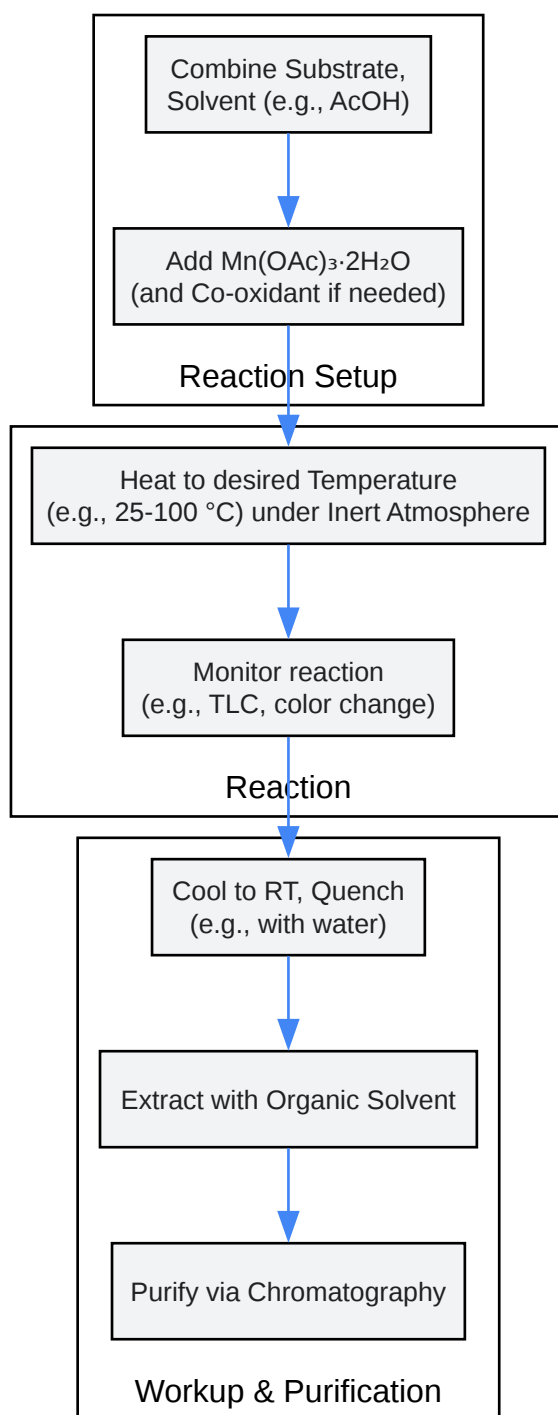 Combine Substrate,
Solvent (e.g., AcOH)
Add Mn(OAc)₃·2H₂O
(and Co-oxidant if needed)
Reaction Setup
Heat to desired Temperature
(e.g., 25-100 °C) under Inert Atmosphere
Monitor reaction
(e.g., TLC, color change)
Reaction
Cool to RT, Quench
(e.g., with water)
Extract with Organic Solvent
Purify via Chromatography
Workup & Purification